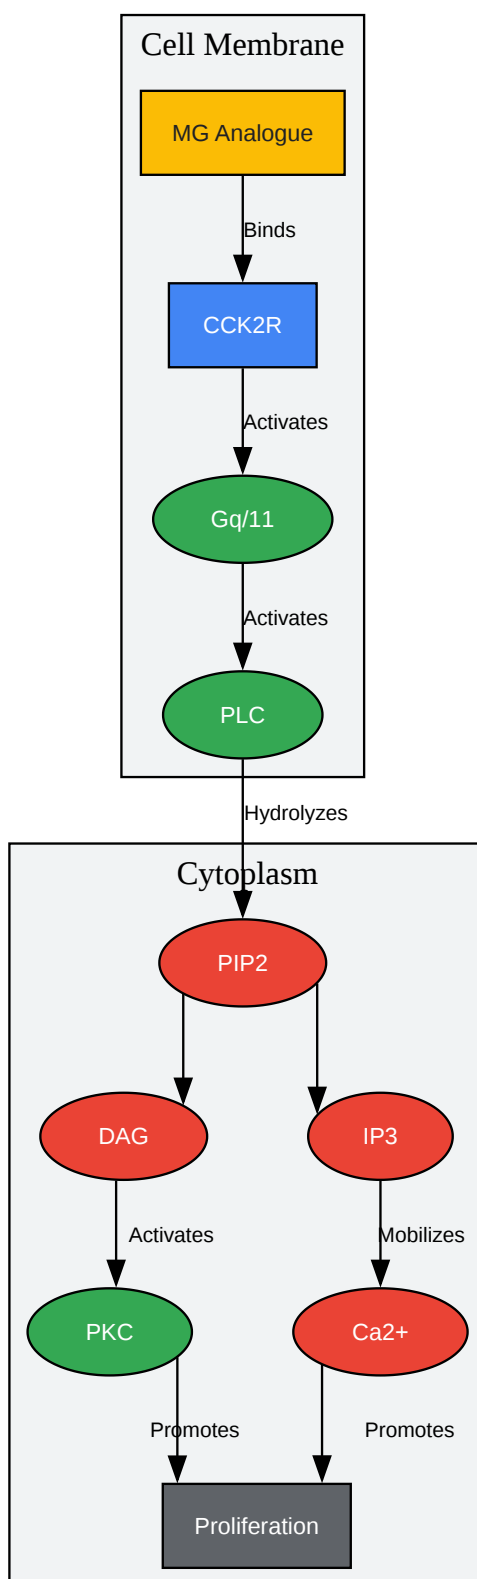 Cell Membrane
MG Analogue
Binds
CCK2R
Activates
Gq/11
Activates
PLC
Hydrolyzes
Cytoplasm
PIP2
DAG
IP3
Activates
Mobilizes
PKC
Ca2+
Promotes
Promotes
Proliferation